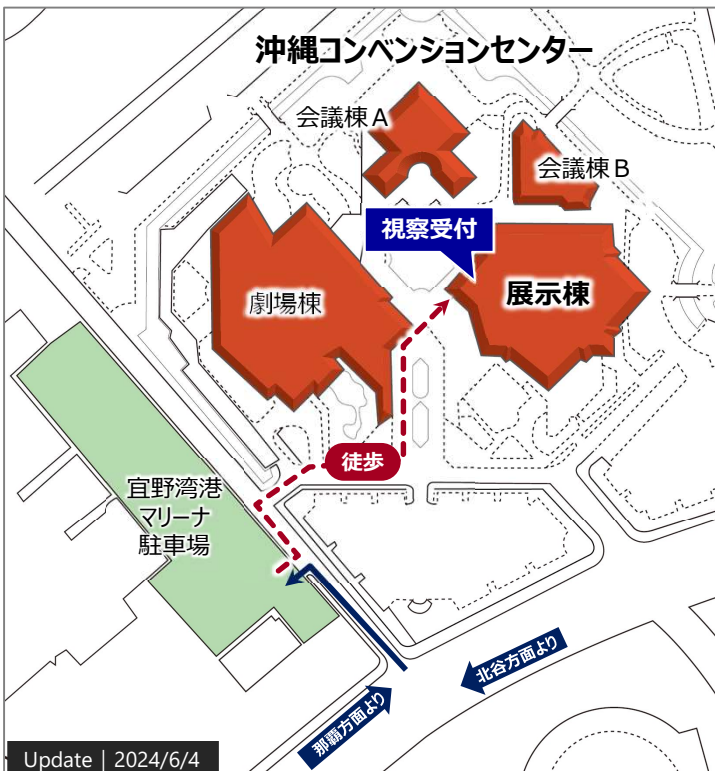 沖縄コンベンションセンター
会議棟A
会議棟B
視察受付
劇場棟
展示棟
徒歩
宜野湾港
マリーナ
駐車場
北谷方面より
那覇方面より
Update | 2024/6/4